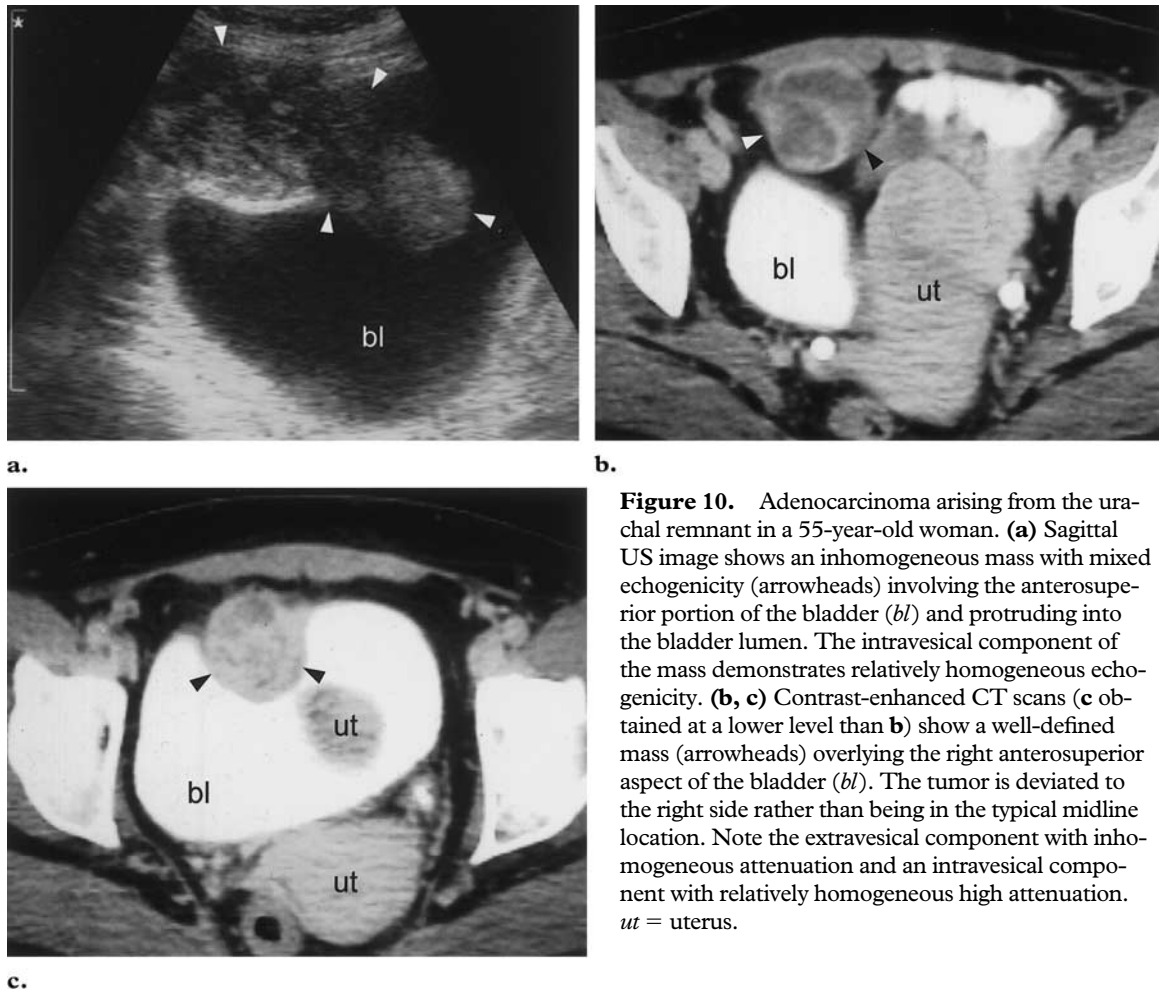 *
bl
a.
bl
ut
b.
ut
bl
ut
c.
Figure 10. Adenocarcinoma arising from the ura-
chal remnant in a 55-year-old woman. (a) Sagittal
US image shows an inhomogeneous mass with mixed
echogenicity (arrowheads) involving the anterosupe-
rior portion of the bladder (bl) and protruding into
the bladder lumen. The intravesical component of
the mass demonstrates relatively homogeneous echo-
genicity. (b, c) Contrast-enhanced CT scans (c ob-
tained at a lower level than b) show a well-defined
mass (arrowheads) overlying the right anterosuperior
aspect of the bladder (bl). The tumor is deviated to
the right side rather than being in the typical midline
location. Note the extravesical component with inho-
mogeneous attenuation and an intravesical compo-
nent with relatively homogeneous high attenuation.
ut = uterus.